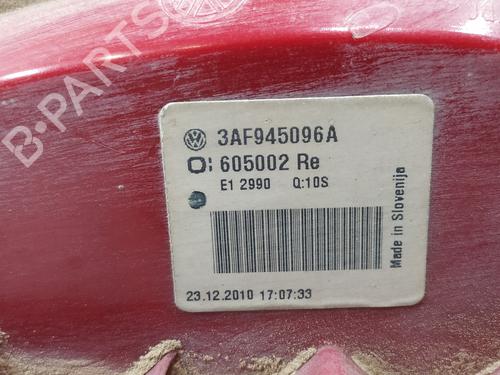 B-PARTS
3AF945096A
605002 Re
E1 2990 Q:10S
23.12.2010 17:07:33
Made in Slovenija